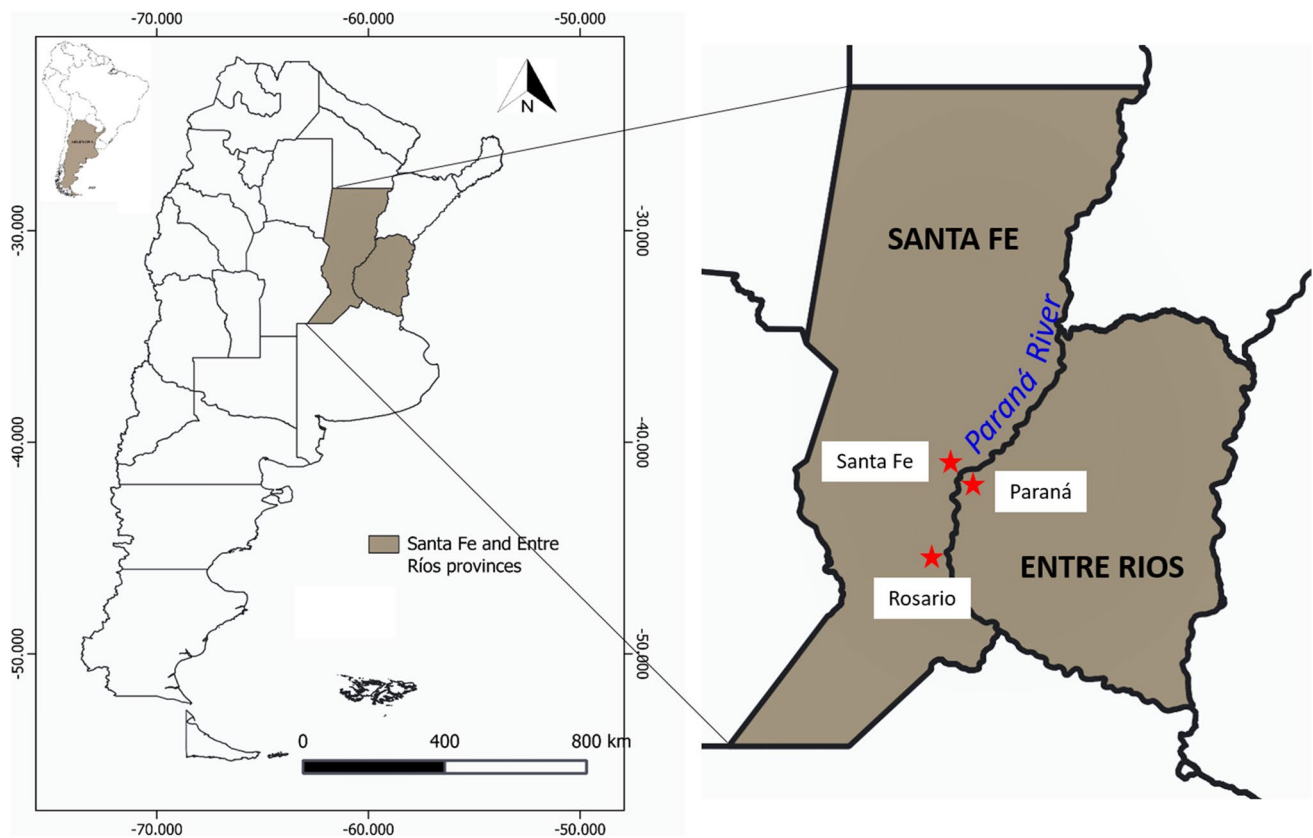 -70.000
-60.000
-50.000
N
-30.000
-30.000
-40.000
-40.000
-50.000
-50.000
Santa Fe and Entre
Ríos provinces
0
400
800 km
-70.000
-60.000
-50.000
SANTA FE
Paraná River
Santa Fe
Paraná
Rosario
ENTRE RIOS